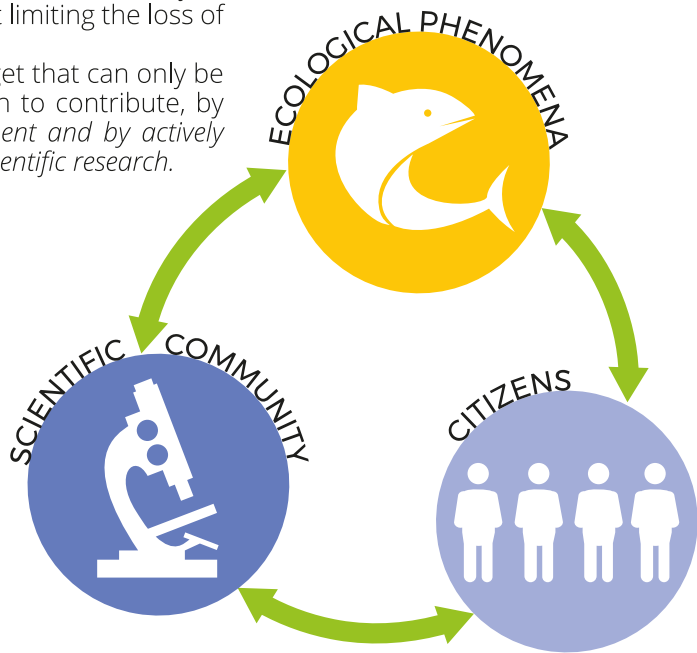 limiting the loss of
get that can only be
to contribute, by
ent and by actively
entific research.
ECOLOGICAL PHENOMENA
SCIENTIFIC COMMUNITY
CITIZENS